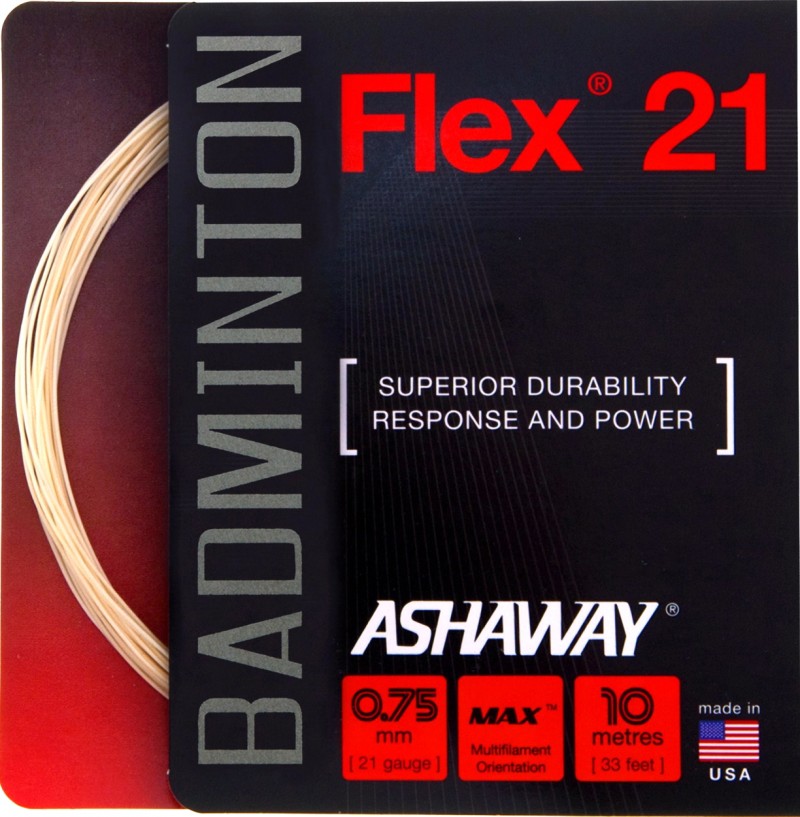 BADMINTON
Flex® 21
[ SUPERIOR DURABILITY
RESPONSE AND POWER ]
ASHAWAY®
0.75
mm
[ 21 gauge ]
MAX™
Multifilament
Orientation
10
metres
[ 33 feet ]
made in
USA